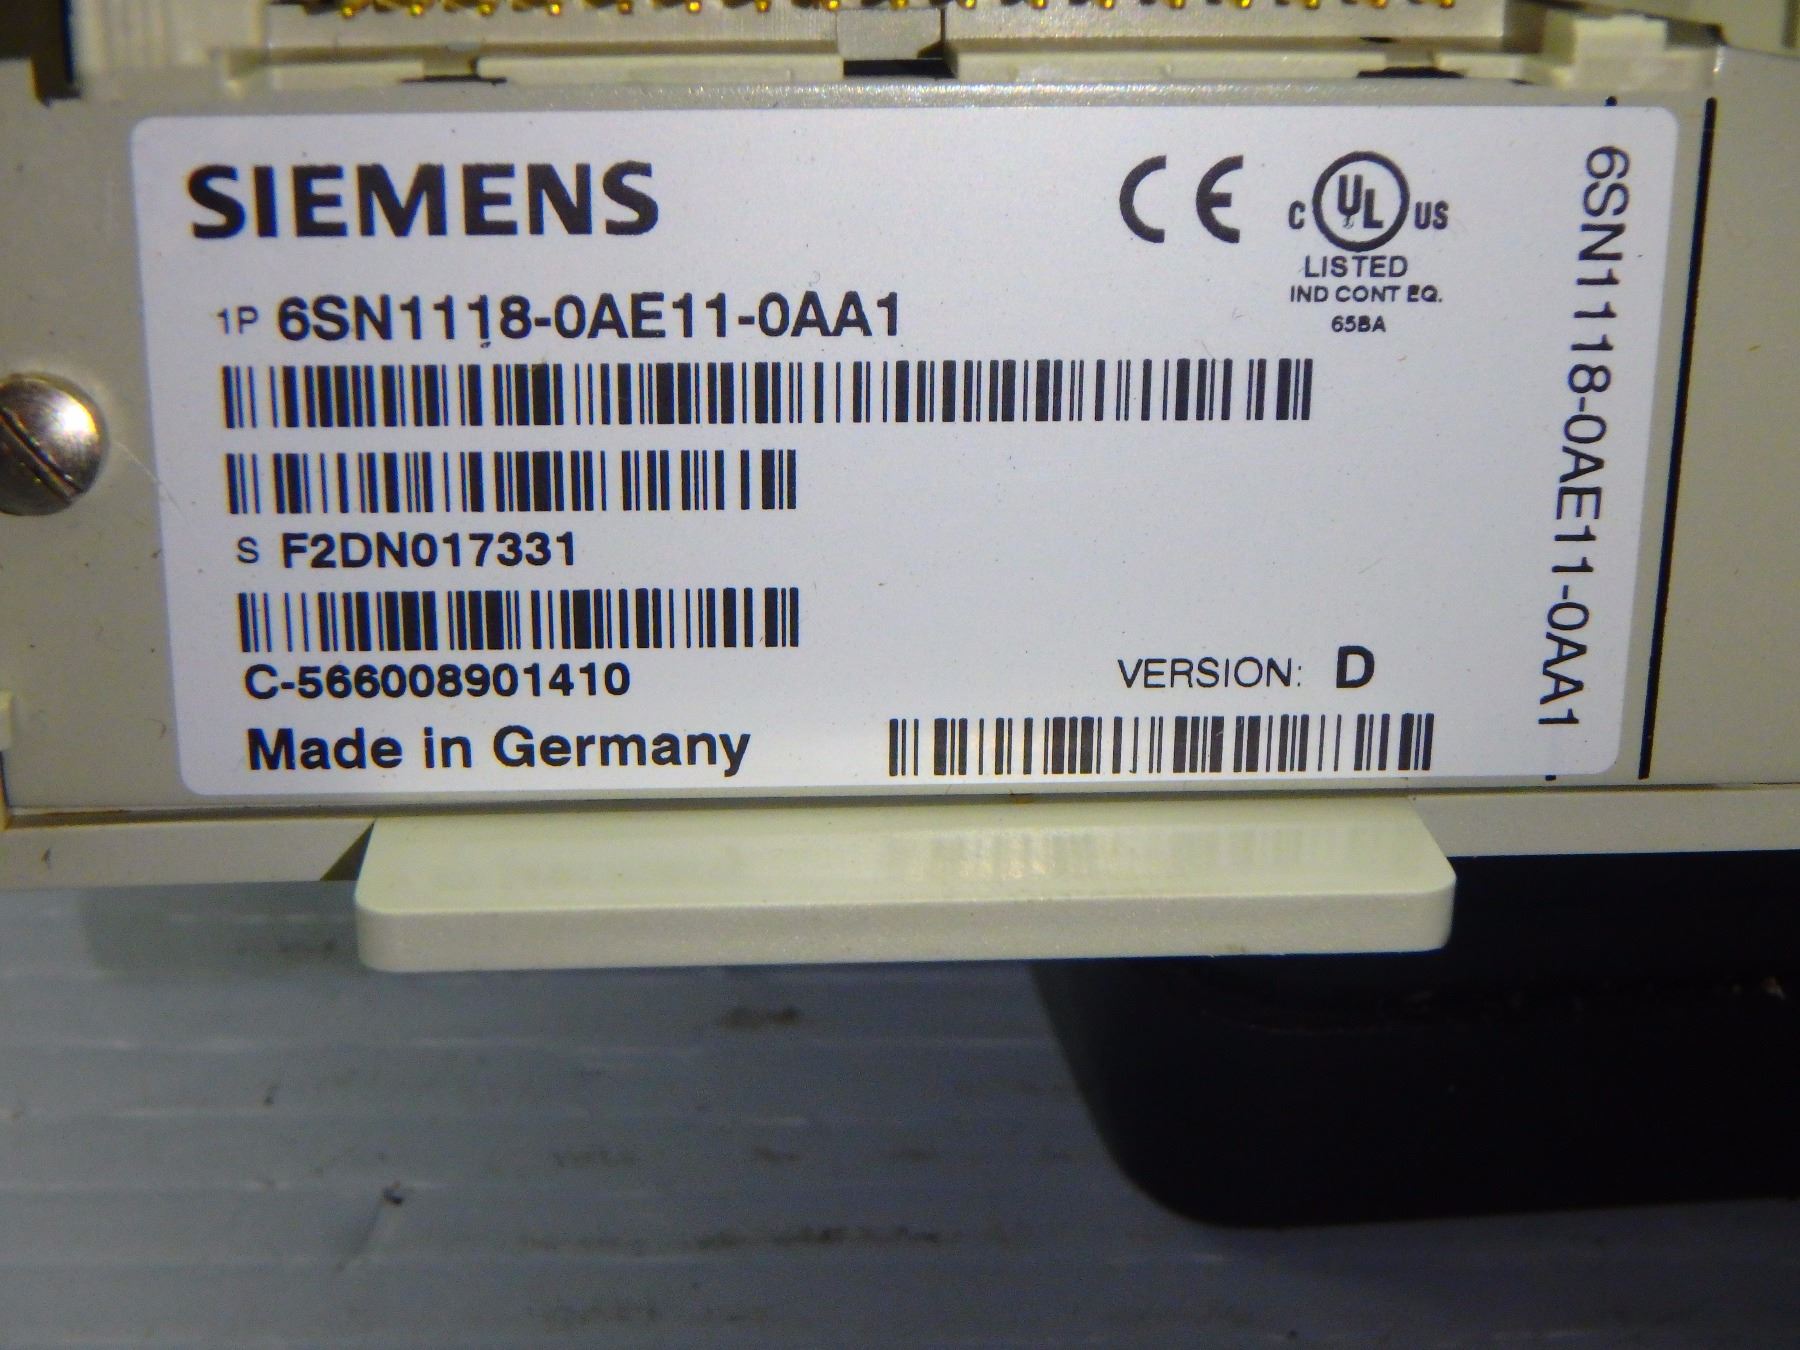 SIEMENS
CE
C UL US
LISTED
IND CONT EQ.
65BA
1P 6SN1118-0AE11-0AA1
S F2DN017331
C-566008901410
VERSION: D
Made in Germany
6SN1118-0AE11-0AA1